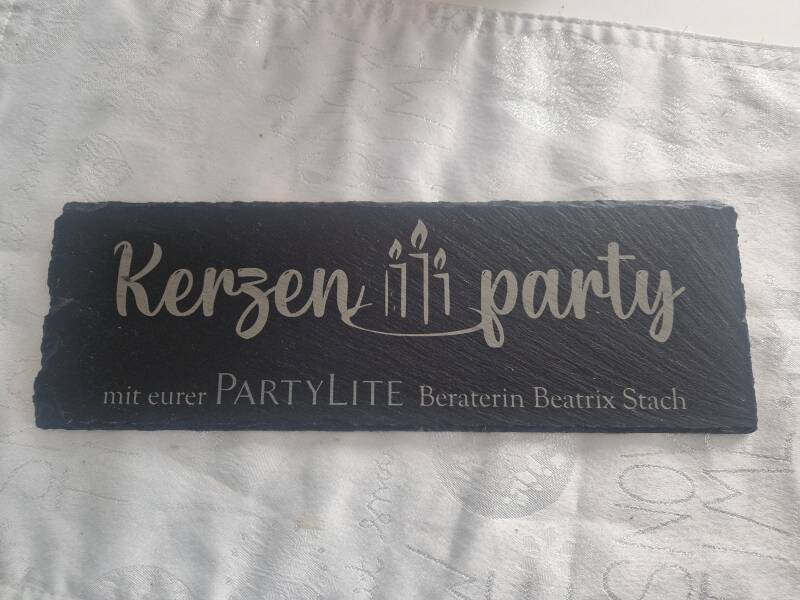 Kerzen party
mit eurer PARTYLITE Beraterin Beatrix Stach